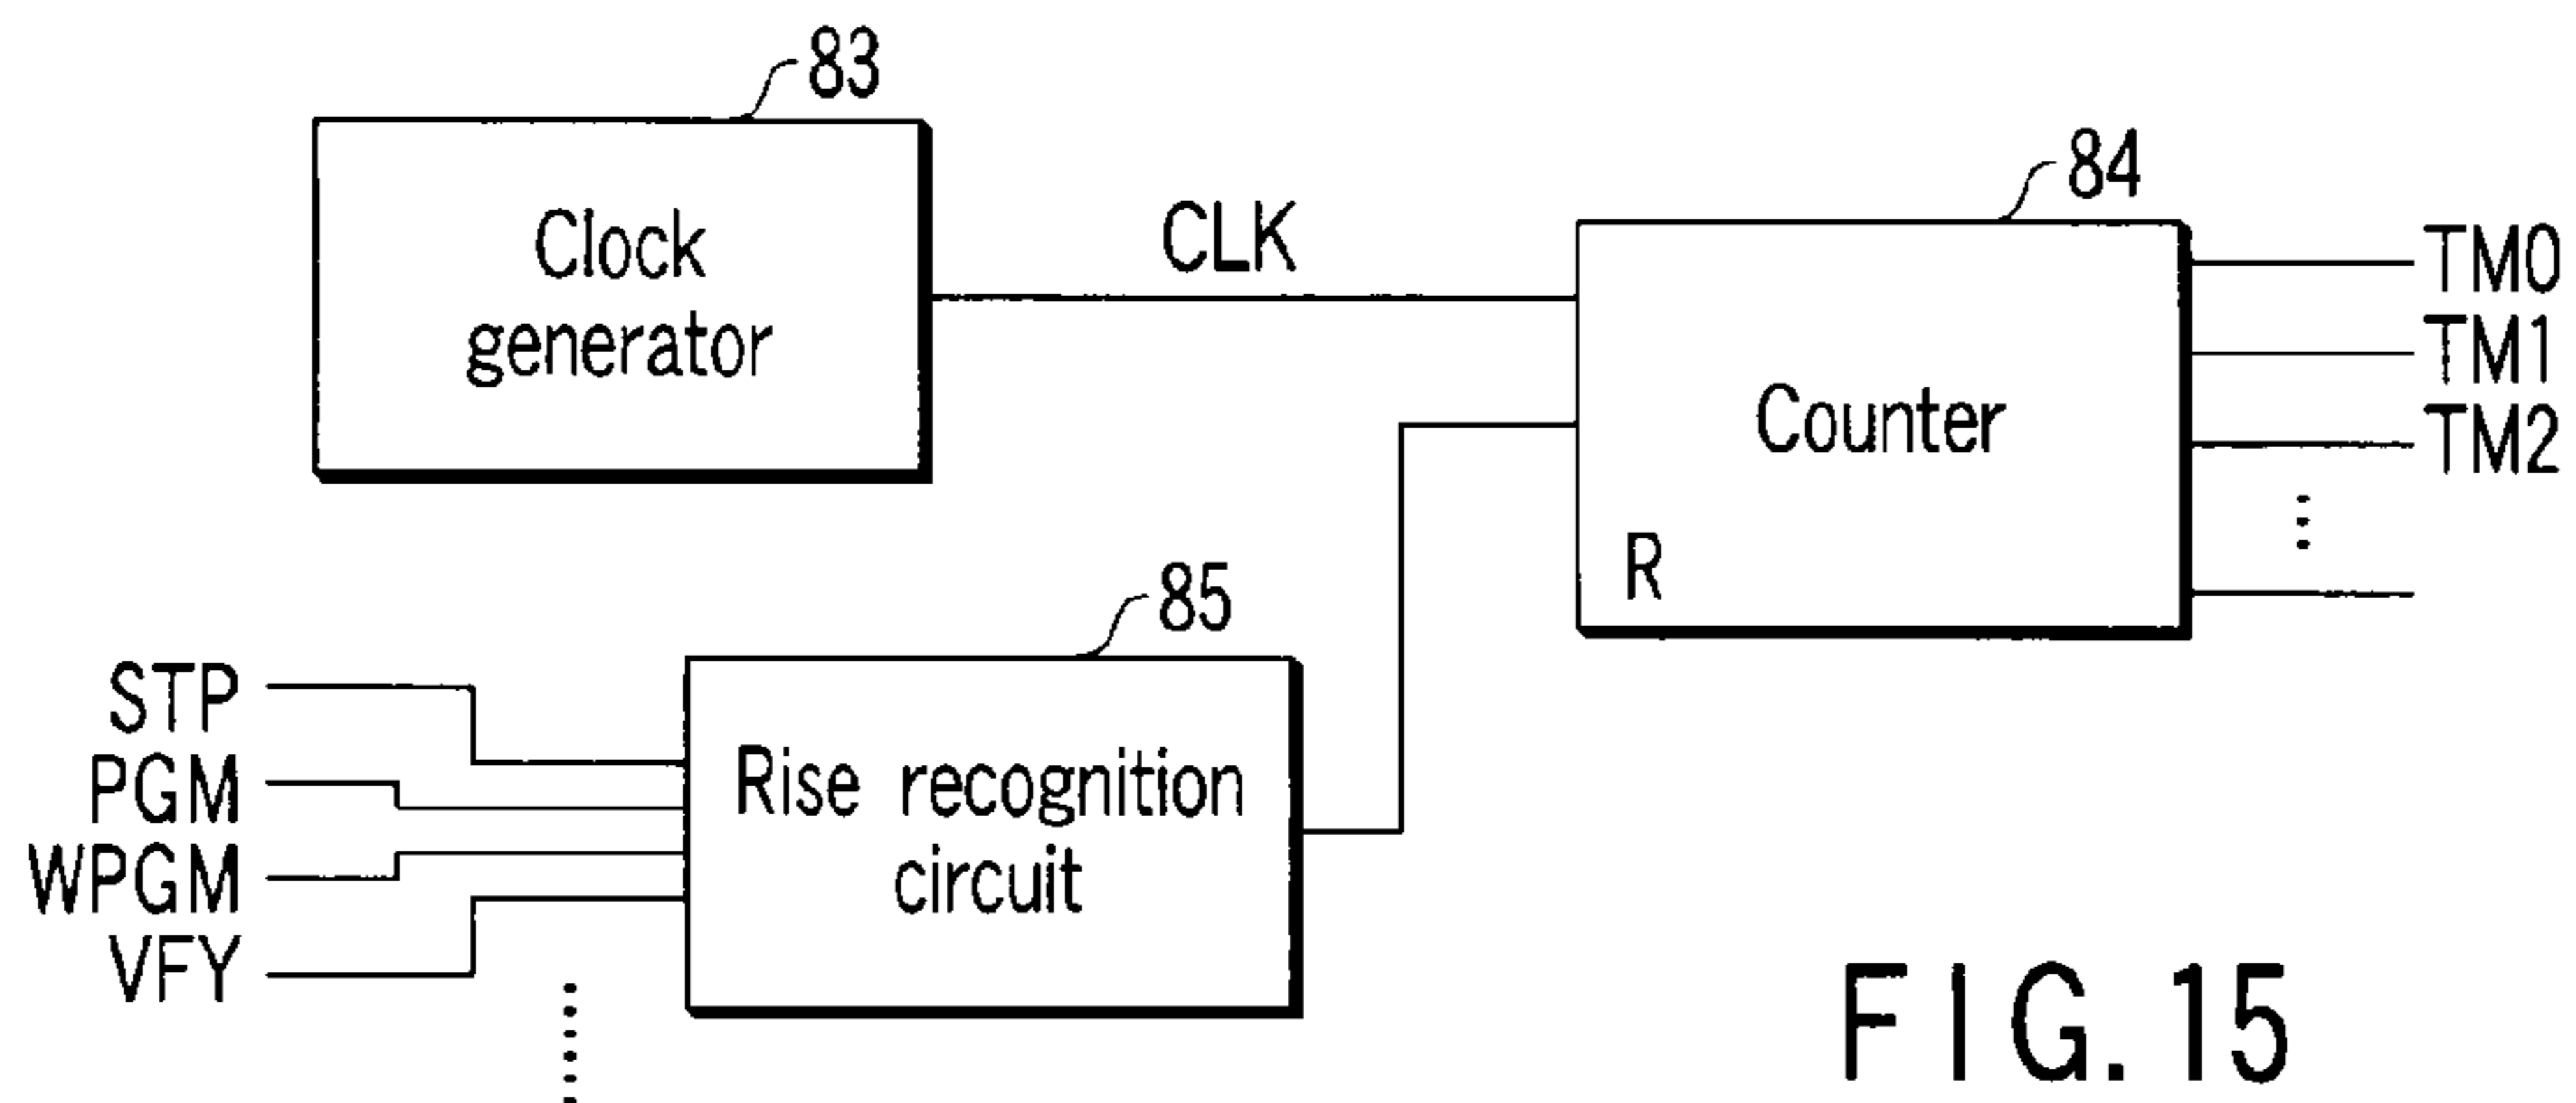 83
Clock
generator
CLK
84
Counter
R
TM0
TM1
TM2
85
Rise recognition
circuit
STP
PGM
WPGM
VFY
FIG.15